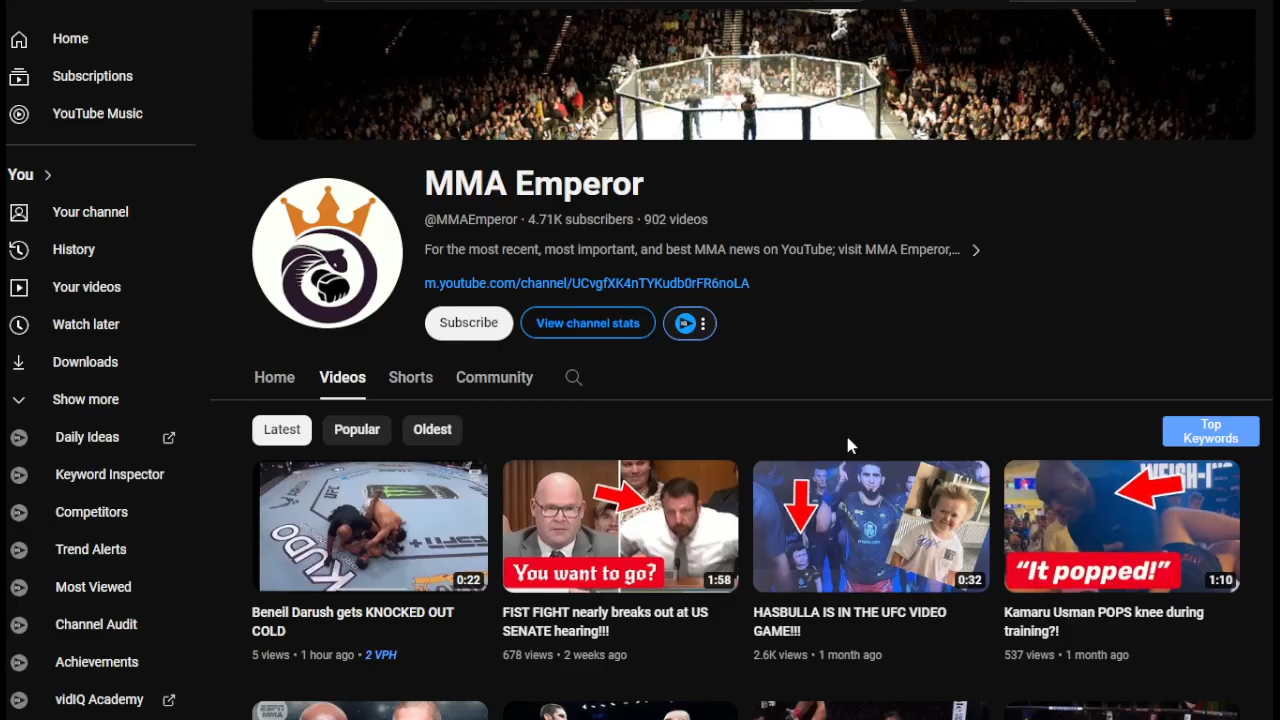 Home
Subscriptions
YouTube Music
You
Your channel
History
Your videos
Watch later
Downloads
Show more
Daily Ideas
Keyword Inspector
Competitors
Trend Alerts
Most Viewed
Channel Audit
Achievements
vidIQ Academy
MMA Emperor
@MMAEmperor · 4.71K subscribers · 902 videos
For the most recent, most important, and best MMA news on YouTube; visit MMA Emperor,...
m.youtube.com/channel/UCvgfXK4nTYKudb0rFR6noLA
Subscribe
View channel stats
Home
Videos
Shorts
Community
Latest
Popular
Oldest
Top
Keywords
UFC
KUDO
ESPN+
0:22
Beneil Darush gets KNOCKED OUT
COLD
5 views • 1 hour ago • 2 VPH
You want to go?
1:58
FIST FIGHT nearly breaks out at US
SENATE hearing!!!
678 views • 2 weeks ago
0:32
HASBULLA IS IN THE UFC VIDEO
GAME!!!
2.6K views • 1 month ago
"It popped!"
1:10
Kamaru Usman POPS knee during
training?!
537 views • 1 month ago
ESPN
MMA